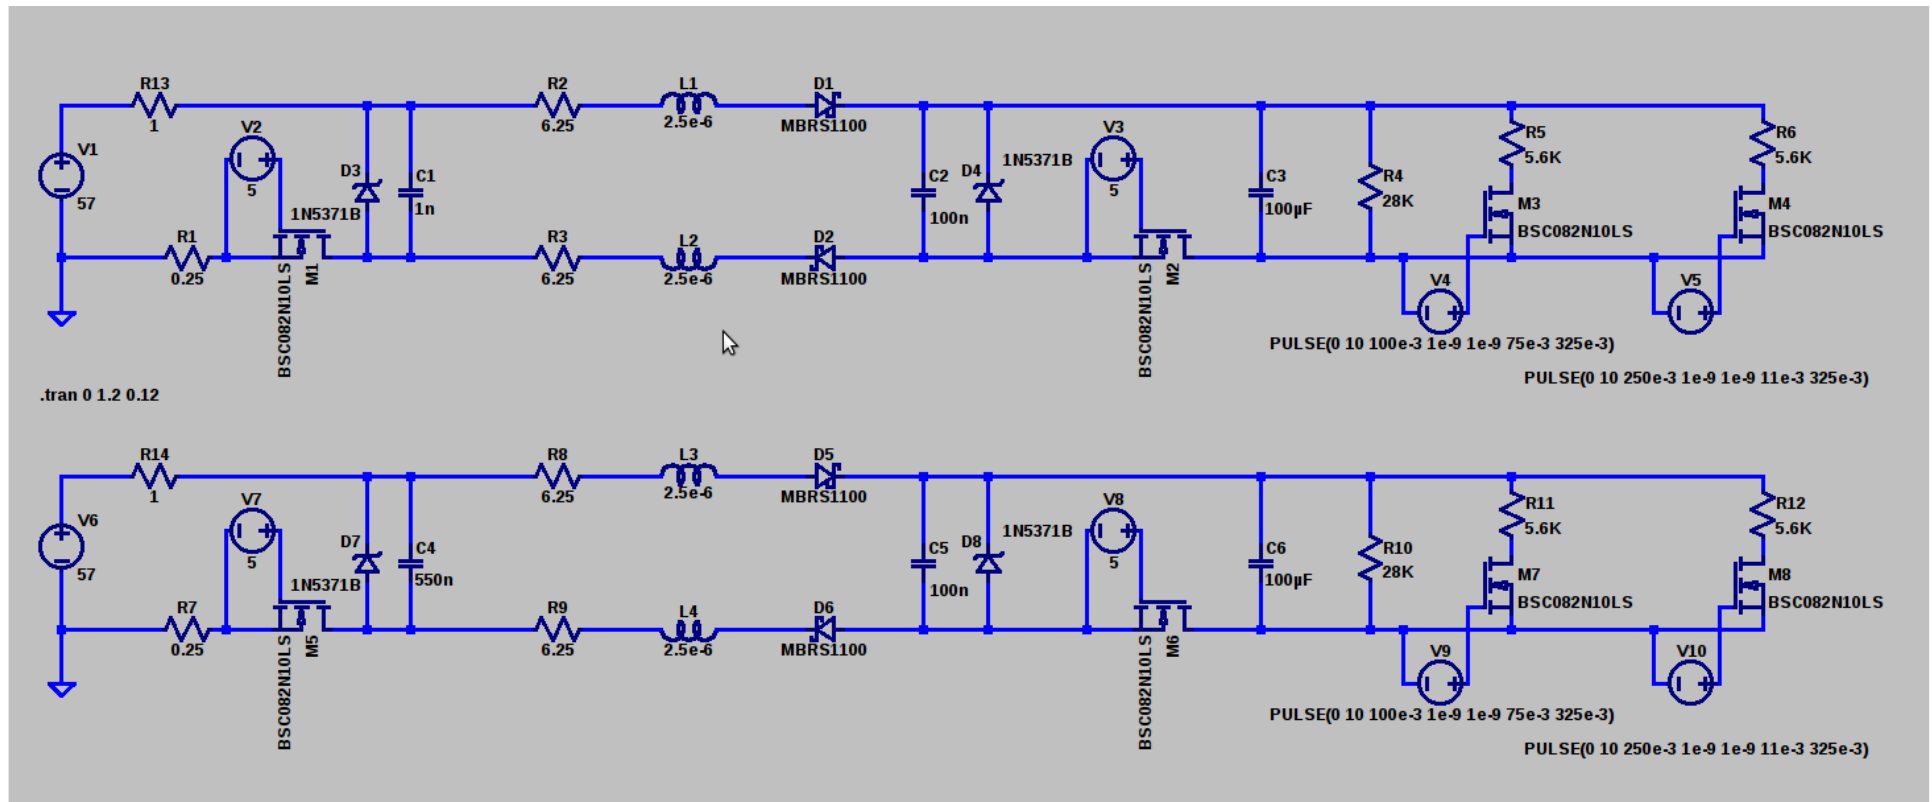 R13
1
R2
6.25
L1
2.5e-6
D1
MBRS1100
V1
57
V2
5
D3
1N5371B
C1
1n
R1
0.25
BSC082N10LS
M1
R3
6.25
L2
2.5e-6
D2
MBRS1100
C2
100n
D4
1N5371B
V3
5
BSC082N10LS
M2
C3
100µF
R4
28K
R5
5.6K
M3
BSC082N10LS
R6
5.6K
M4
BSC082N10LS
V4
PULSE(0 10 100e-3 1e-9 1e-9 75e-3 325e-3)
V5
PULSE(0 10 250e-3 1e-9 1e-9 11e-3 325e-3)
.tran 0 1.2 0.12
R14
1
R8
6.25
L3
2.5e-6
D5
MBRS1100
V6
57
V7
5
D7
1N5371B
C4
550n
R7
0.25
BSC082N10LS
M5
R9
6.25
L4
2.5e-6
D6
MBRS1100
C5
100n
D8
1N5371B
V8
5
BSC082N10LS
M6
C6
100µF
R10
28K
R11
5.6K
M7
BSC082N10LS
R12
5.6K
M8
BSC082N10LS
V9
PULSE(0 10 100e-3 1e-9 1e-9 75e-3 325e-3)
V10
PULSE(0 10 250e-3 1e-9 1e-9 11e-3 325e-3)